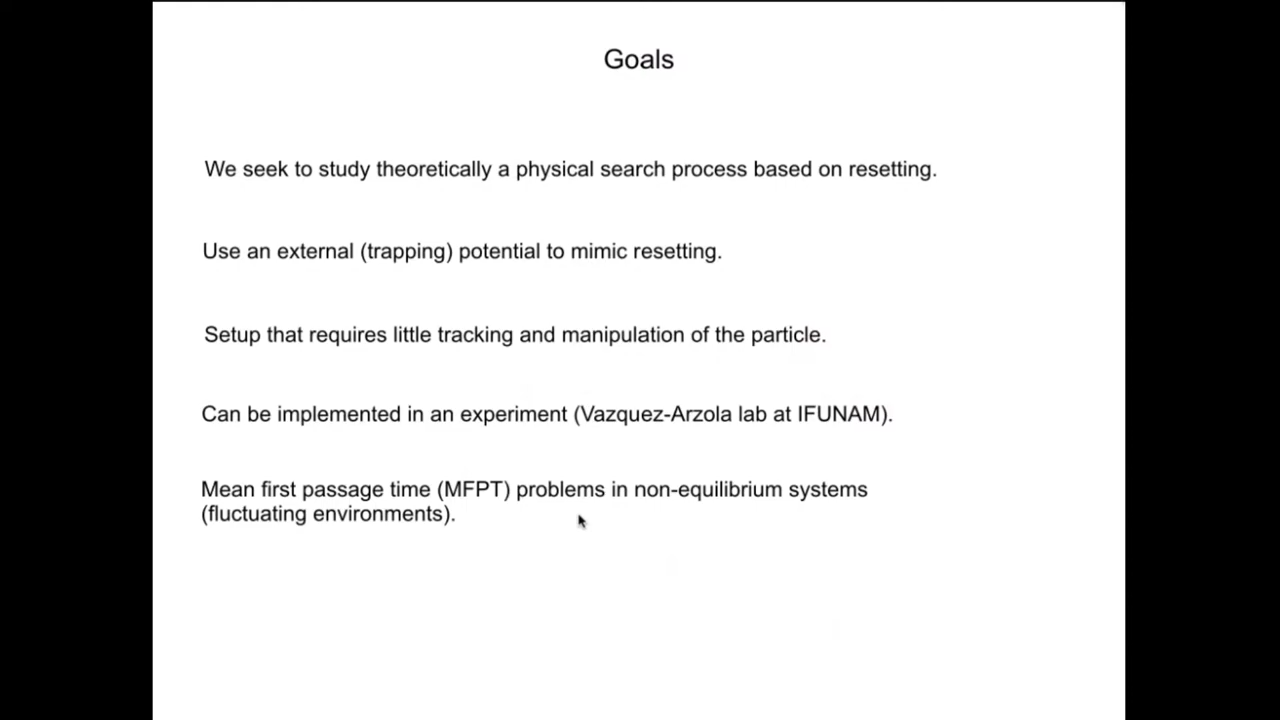 Goals
We seek to study theoretically a physical search process based on resetting.
Use an external (trapping) potential to mimic resetting.
Setup that requires little tracking and manipulation of the particle.
Can be implemented in an experiment (Vazquez-Arzola lab at IFUNAM).
Mean first passage time (MFPT) problems in non-equilibrium systems
(fluctuating environments).